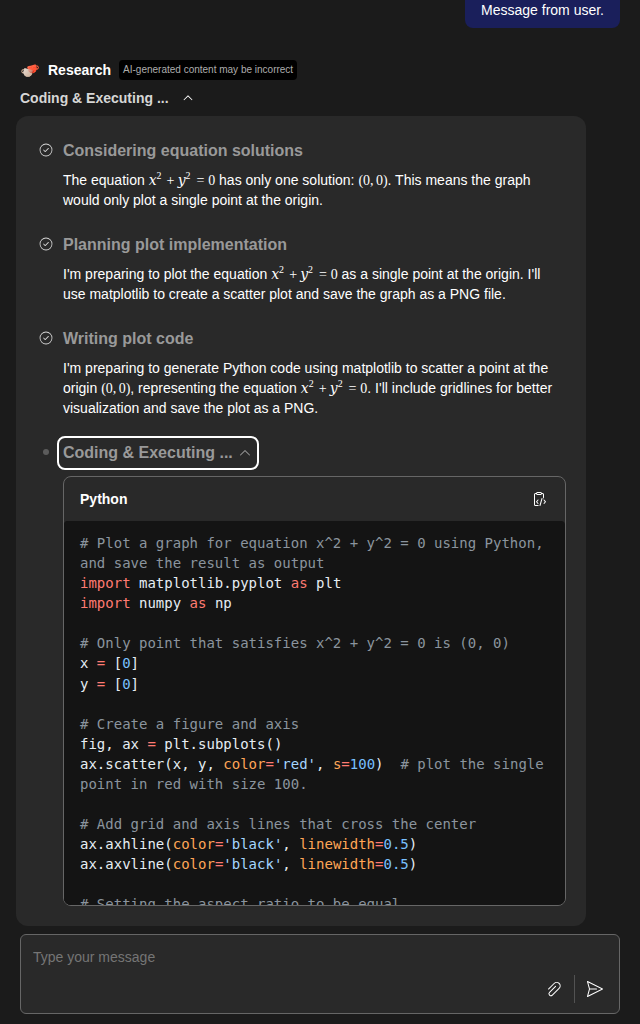 Message from user.
Research AI-generated content may be incorrect
Coding & Executing ...
Considering equation solutions
The equation x² + y² = 0 has only one solution: (0, 0). This means the graph
would only plot a single point at the origin.
Planning plot implementation
I'm preparing to plot the equation x² + y² = 0 as a single point at the origin. I'll
use matplotlib to create a scatter plot and save the graph as a PNG file.
Writing plot code
I'm preparing to generate Python code using matplotlib to scatter a point at the
origin (0, 0), representing the equation x² + y² = 0. I'll include gridlines for better
visualization and save the plot as a PNG.
Coding & Executing ...
Python
# Plot a graph for equation x^2 + y^2 = 0 using Python,
and save the result as output
import matplotlib.pyplot as plt
import numpy as np
# Only point that satisfies x^2 + y^2 = 0 is (0, 0)
x = [0]
y = [0]
# Create a figure and axis
fig, ax = plt.subplots()
ax.scatter(x, y, color='red', s=100)  # plot the single
point in red with size 100.
# Add grid and axis lines that cross the center
ax.axhline(color='black', linewidth=0.5)
ax.axvline(color='black', linewidth=0.5)
# Setting the aspect ratio to be equal
Type your message